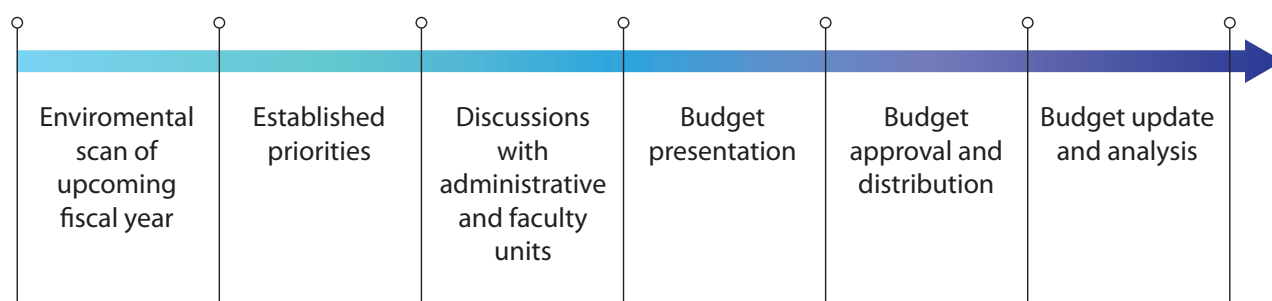 Enviromental
scan of
upcoming
fiscal year
Established
priorities
Discussions
with
administrative
and faculty
units
Budget
presentation
Budget
approval and
distribution
Budget update
and analysis